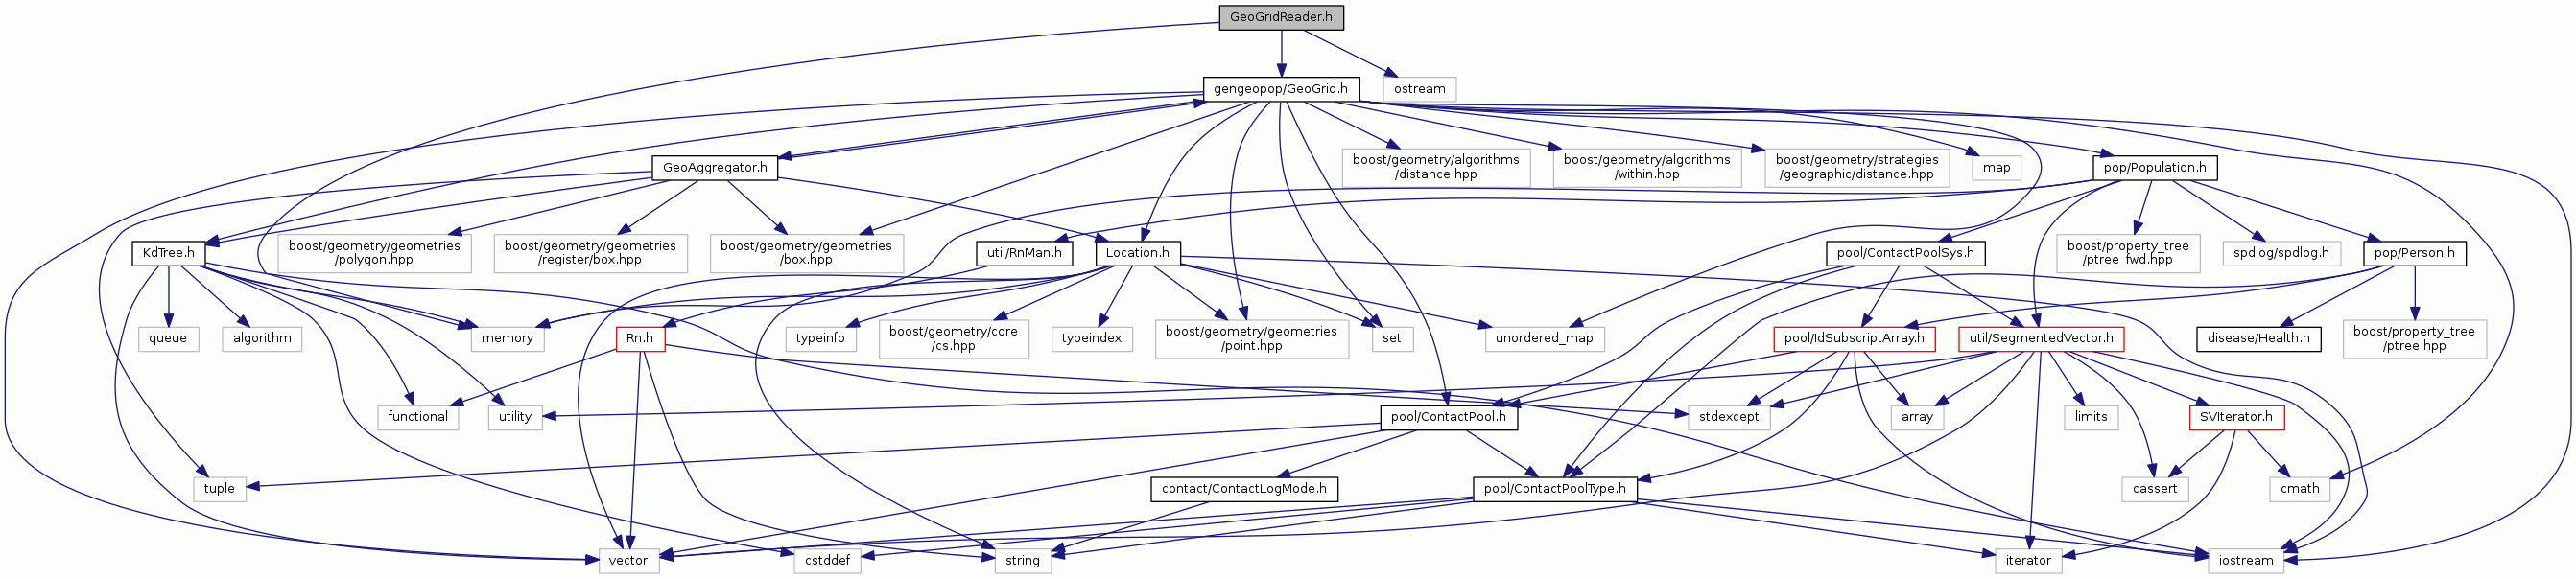 GeoGridReader.h
gengeopop/GeoGrid.h
ostream
GeoAggregator.h
boost/geometry/algorithms
/distance.hpp
boost/geometry/algorithms
/within.hpp
boost/geometry/strategies
/geographic/distance.hpp
map
pop/Population.h
KdTree.h
boost/geometry/geometries
/polygon.hpp
boost/geometry/geometries
/register/box.hpp
boost/geometry/geometries
/box.hpp
util/RnMan.h
Location.h
pool/ContactPoolSys.h
boost/property_tree
/ptree_fwd.hpp
spdlog/spdlog.h
pop/Person.h
queue
algorithm
memory
Rn.h
typeinfo
boost/geometry/core
/cs.hpp
typeindex
boost/geometry/geometries
/point.hpp
set
unordered_map
pool/IdSubscriptArray.h
util/SegmentedVector.h
disease/Health.h
boost/property_tree
/ptree.hpp
functional
utility
pool/ContactPool.h
stdexcept
array
limits
SVIterator.h
tuple
contact/ContactLogMode.h
pool/ContactPoolType.h
cassert
cmath
vector
cstddef
string
iterator
iostream